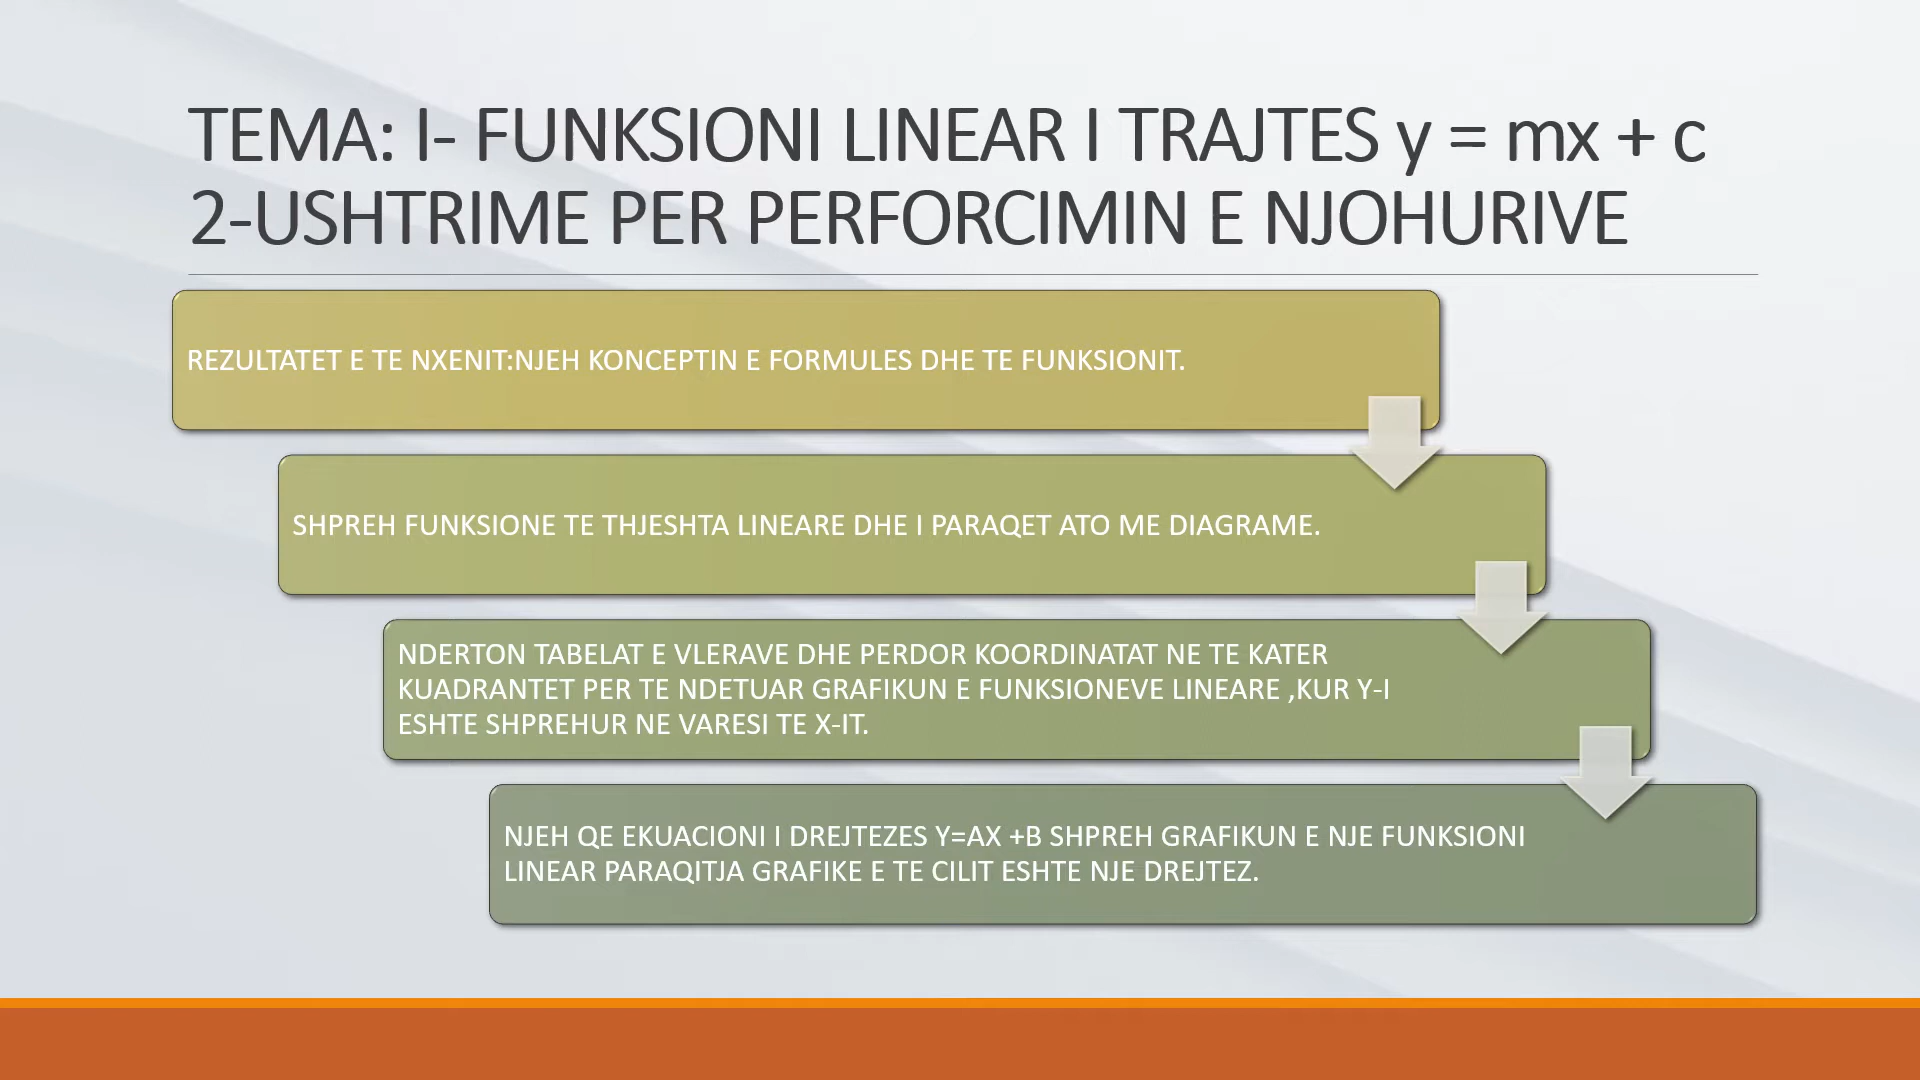 TEMA: I- FUNKSIONI LINEAR I TRAJTES y = mx + c
2-USHTRIME PER PERFORCIMIN E NJOHURIVE
REZULTATET E TE NXENIT:NJEH KONCEPTIN E FORMULES DHE TE FUNKSIONIT.
SHPREH FUNKSIONE TE THJESHTA LINEARE DHE I PARAQET ATO ME DIAGRAME.
NDERTON TABELAT E VLERAVE DHE PERDOR KOORDINATAT NE TE KATER
KUADRANTET PER TE NDETUAR GRAFIKUN E FUNKSIONEVE LINEARE ,KUR Y-I
ESHTE SHPREHUR NE VARESI TE X-IT.
NJEH QE EKUACIONI I DREJTEZES Y=AX +B SHPREH GRAFIKUN E NJE FUNKSIONI
LINEAR PARAQITJA GRAFIKE E TE CILIT ESHTE NJE DREJTEZ.